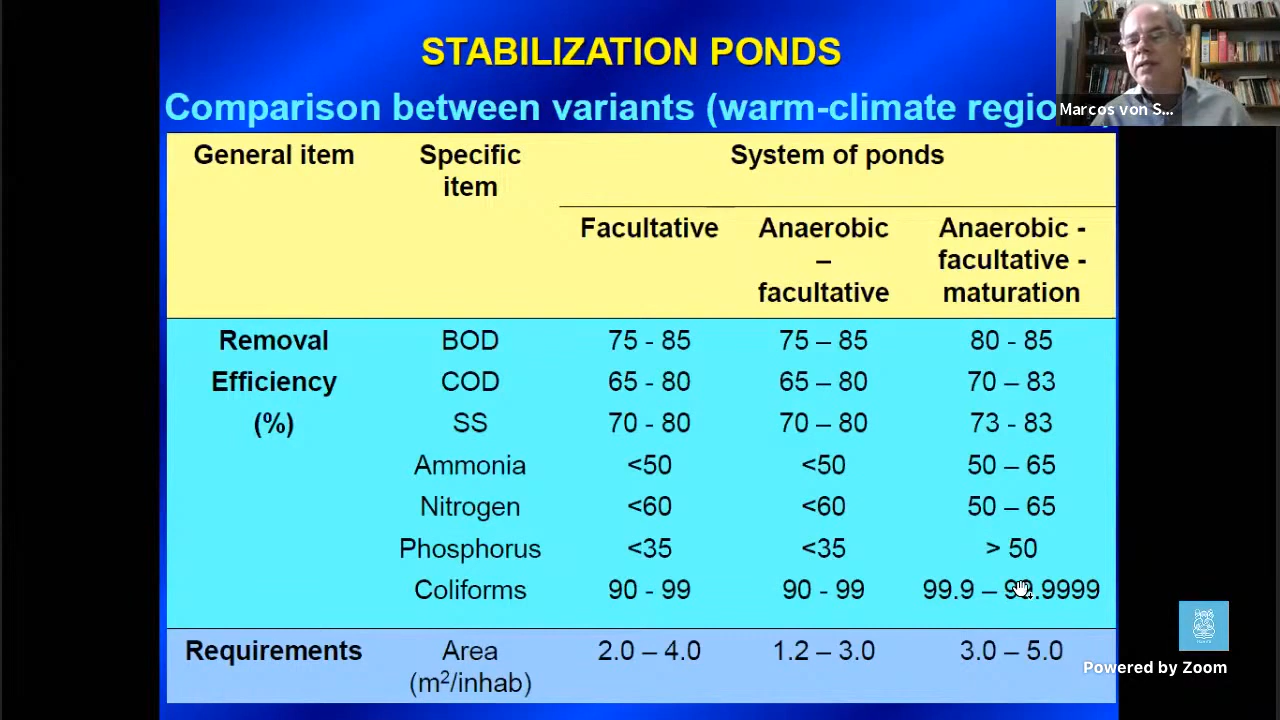 STABILIZATION PONDS
Comparison between variants (warm-climate
Marcos von S...
General item Specific item System of ponds
Facultative Anaerobic – facultative Anaerobic - facultative - maturation
Removal BOD 75 - 85 75 – 85 80 - 85
Efficiency COD 65 - 80 65 – 80 70 – 83
(%) SS 70 - 80 70 – 80 73 - 83
Ammonia <50 <50 50 – 65
Nitrogen <60 <60 50 – 65
Phosphorus <35 <35 > 50
Coliforms 90 - 99 90 - 99 99.9 –
Requirements Area (m²/inhab) 2.0 – 4.0 1.2 – 3.0 3.0 – 5.0
Powered by Zoom